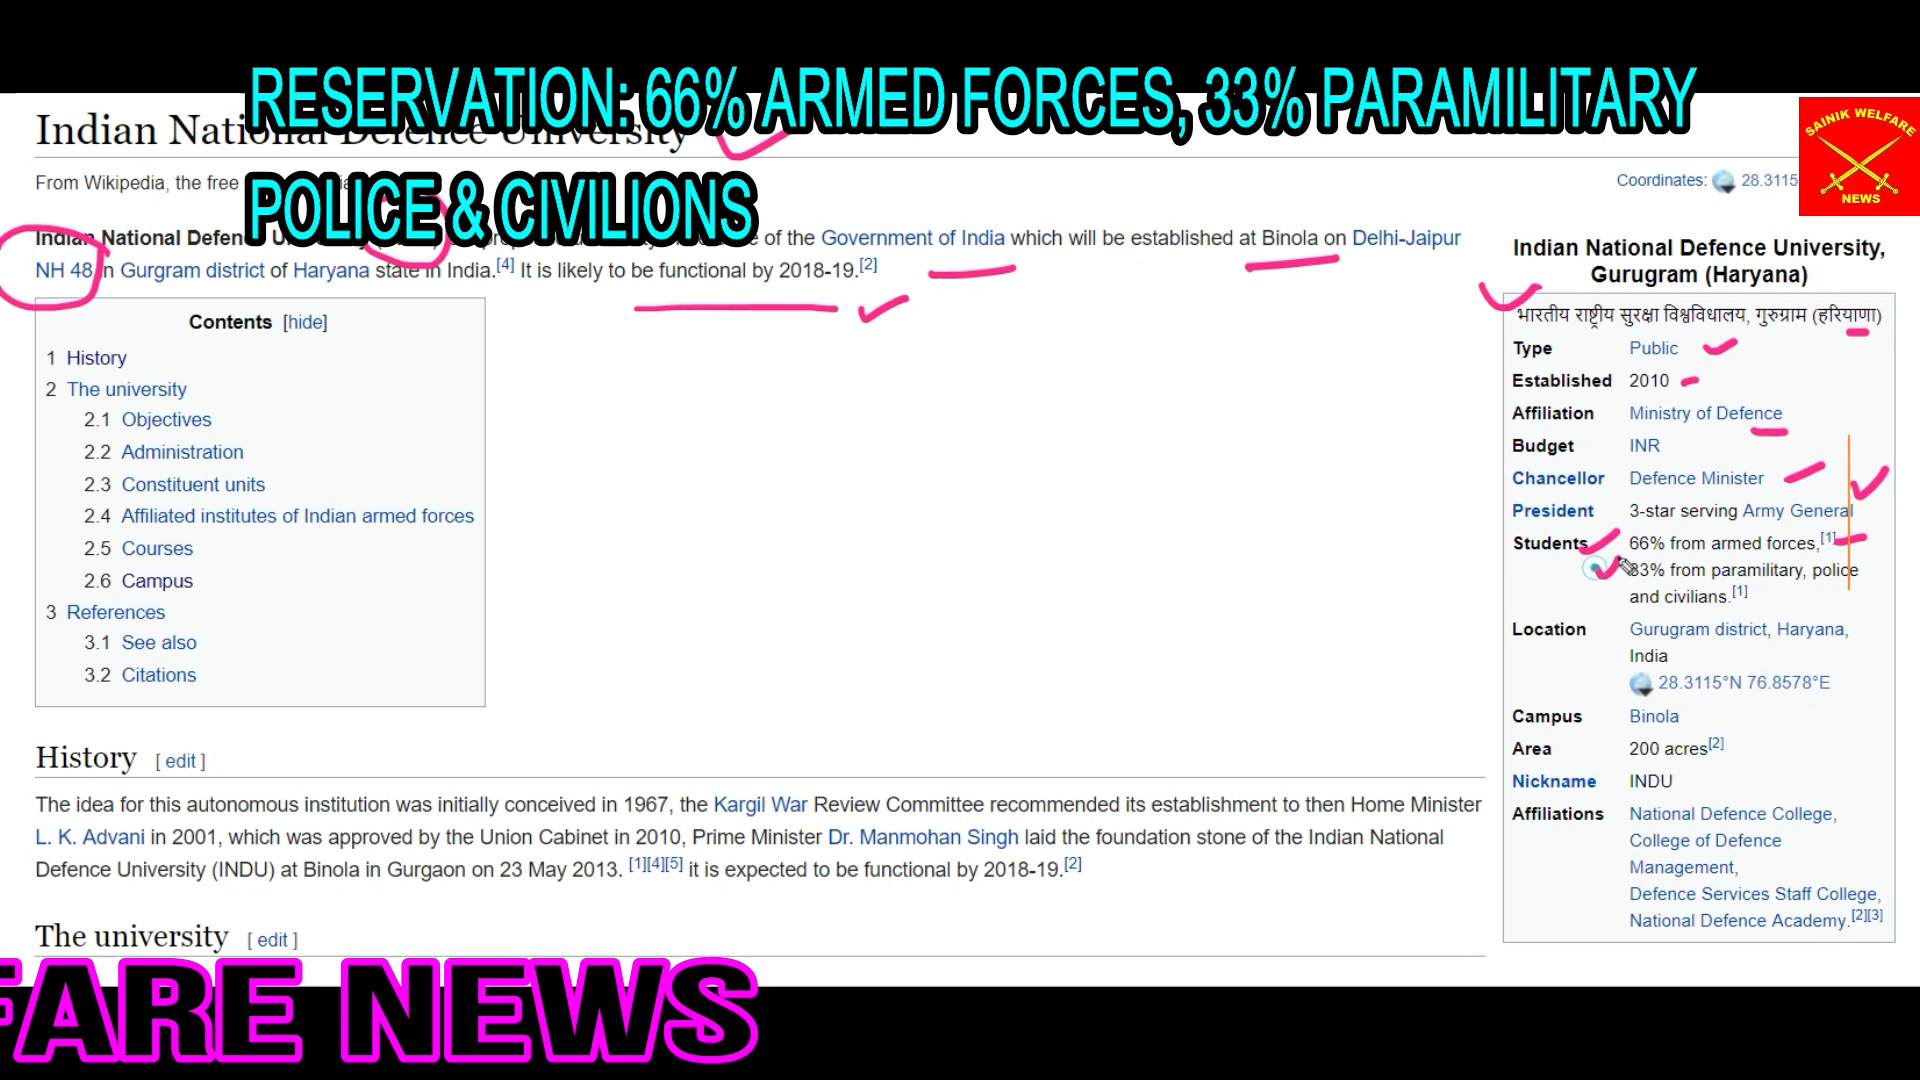 RESERVATION: 66% ARMED FORCES, 33% PARAMILITARY
POLICE & CIVILIONS
SAINIK WELFARE
NEWS
Indian National Defence University
From Wikipedia, the free
Coordinates: 28.3115
Indian National Defence of the Government of India which will be established at Binola on Delhi-Jaipur
NH 48 in Gurgram district of Haryana state in India.[4] It is likely to be functional by 2018-19.[2]
Contents [hide]
1 History
2 The university
2.1 Objectives
2.2 Administration
2.3 Constituent units
2.4 Affiliated institutes of Indian armed forces
2.5 Courses
2.6 Campus
3 References
3.1 See also
3.2 Citations
History [ edit ]
The idea for this autonomous institution was initially conceived in 1967, the Kargil War Review Committee recommended its establishment to then Home Minister
L. K. Advani in 2001, which was approved by the Union Cabinet in 2010, Prime Minister Dr. Manmohan Singh laid the foundation stone of the Indian National
Defence University (INDU) at Binola in Gurgaon on 23 May 2013. [1][4][5] it is expected to be functional by 2018-19.[2]
The university [ edit ]
Indian National Defence University,
Gurugram (Haryana)
भारतीय राष्ट्रीय सुरक्षा विश्वविधालय, गुरुग्राम (हरियाणा)
Type Public
Established 2010
Affiliation Ministry of Defence
Budget INR
Chancellor Defence Minister
President 3-star serving Army General
Students 66% from armed forces,[1]
33% from paramilitary, police
and civilians.[1]
Location Gurugram district, Haryana,
India
28.3115°N 76.8578°E
Campus Binola
Area 200 acres[2]
Nickname INDU
Affiliations National Defence College,
College of Defence
Management,
Defence Services Staff College,
National Defence Academy.[2][3]
FARE NEWS